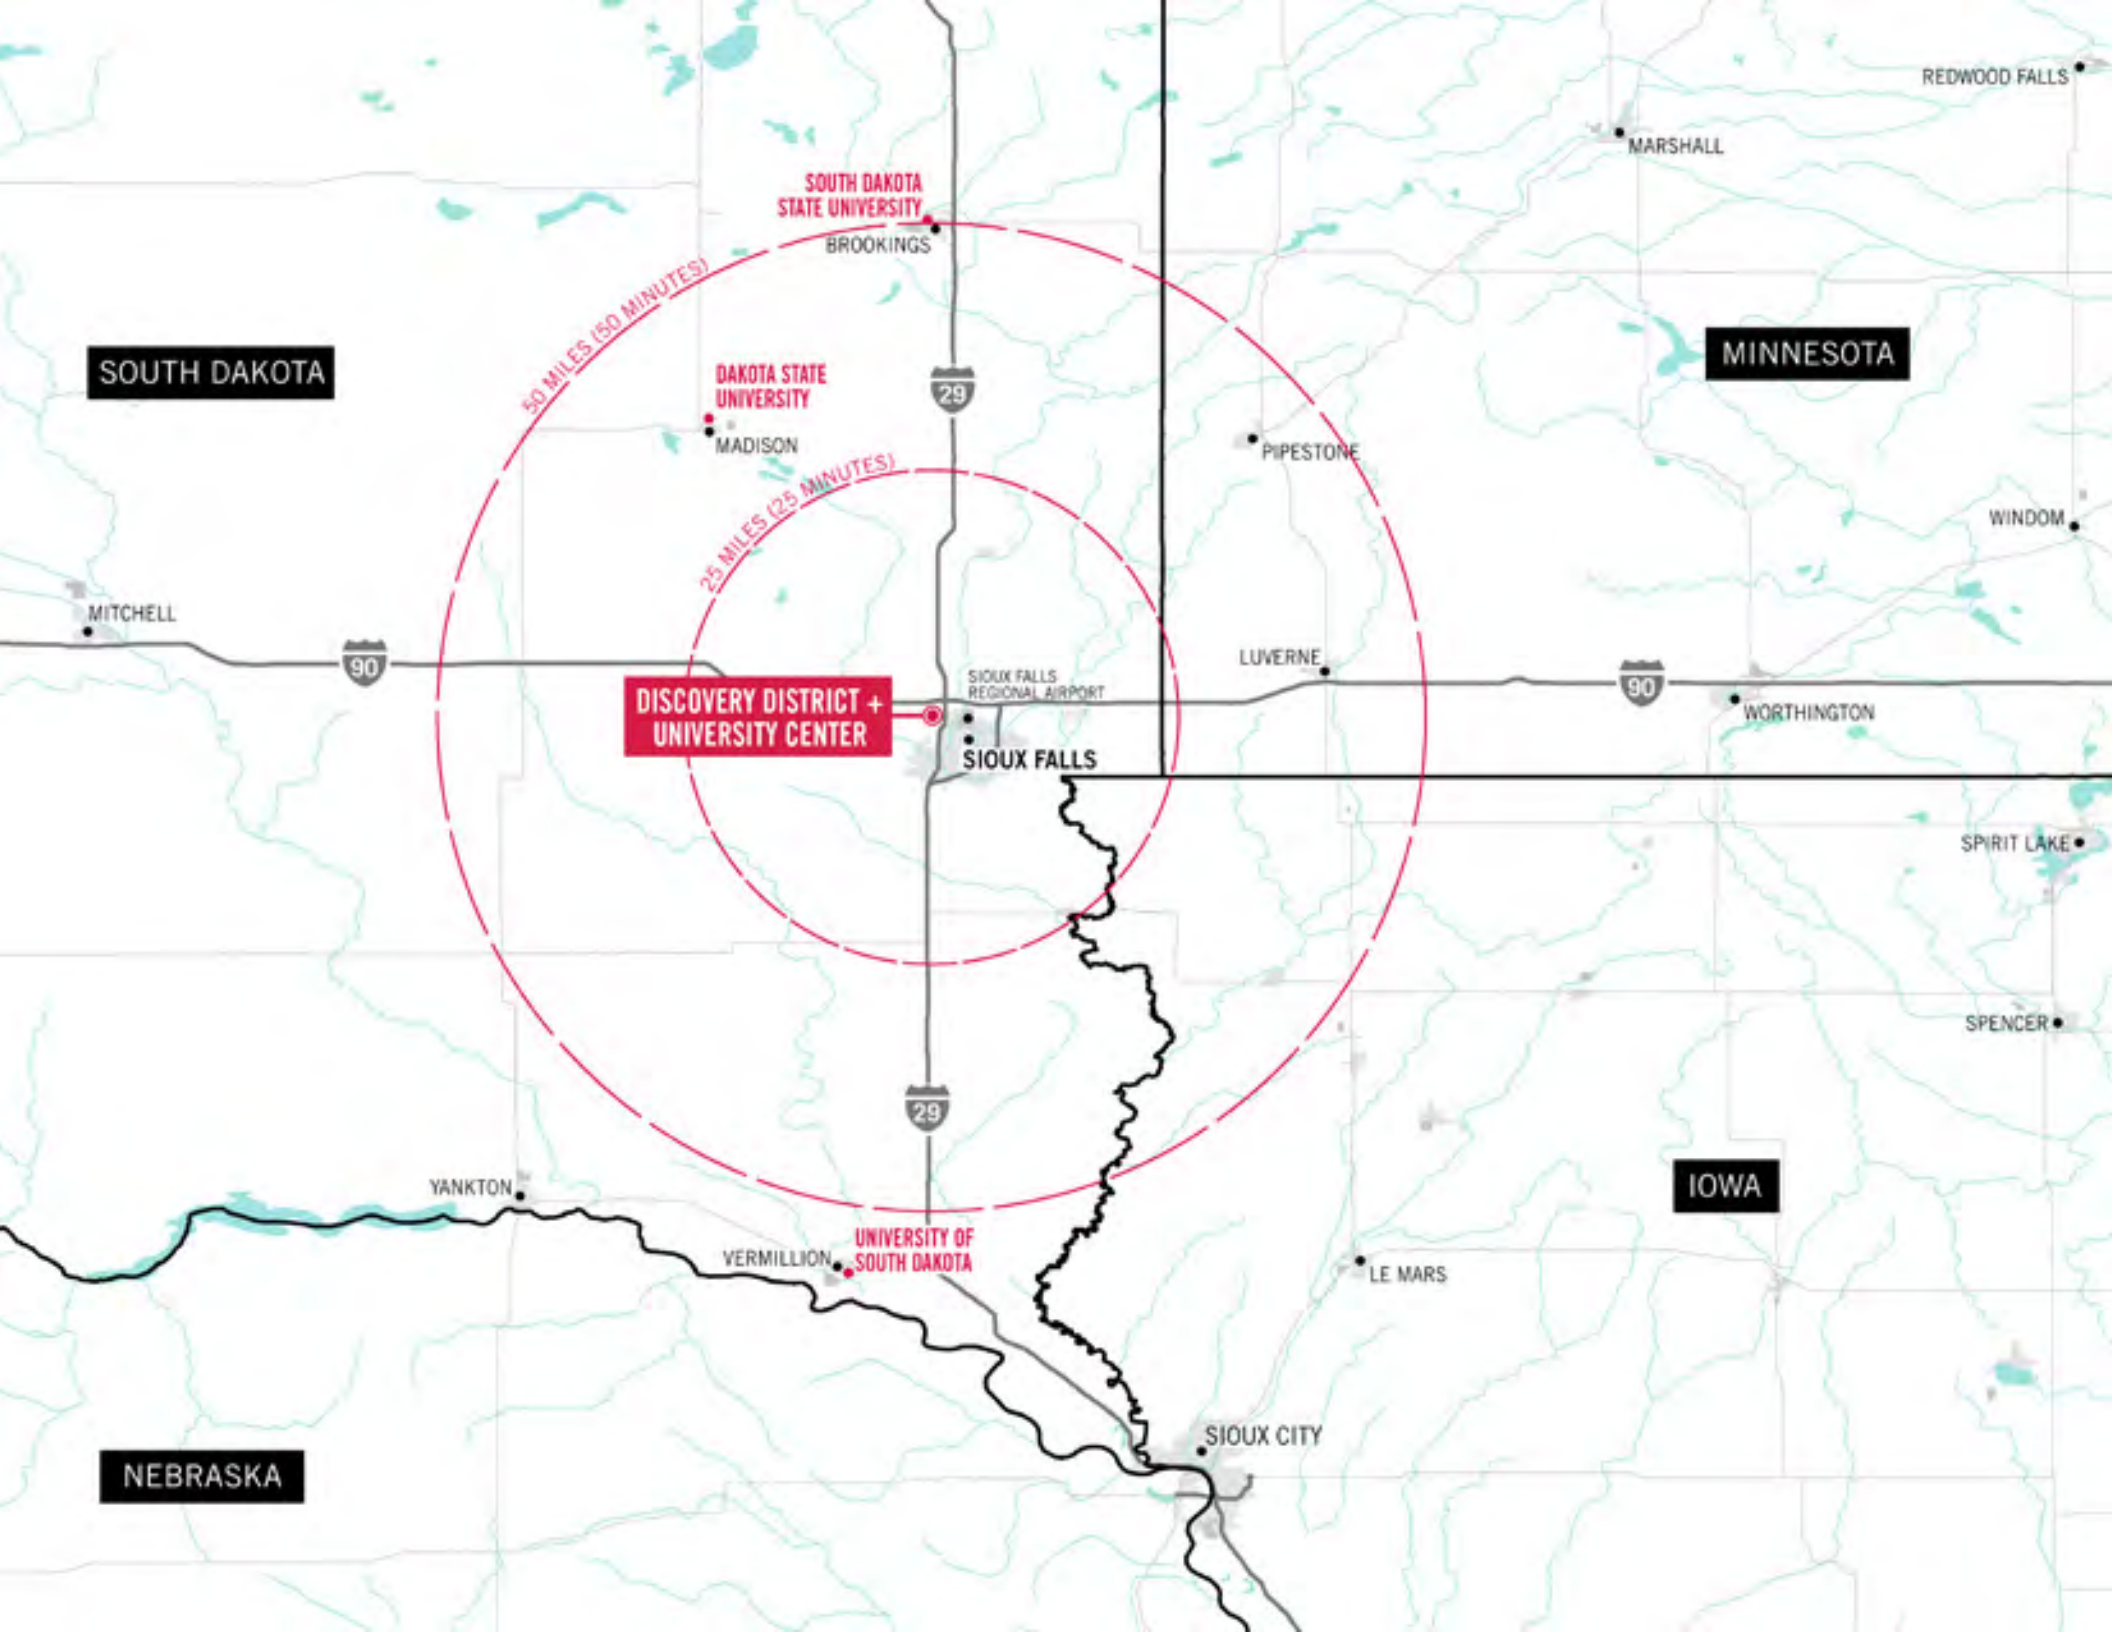 REDWOOD FALLS
MARSHALL
SOUTH DAKOTA
STATE UNIVERSITY
BROOKINGS
50 MILES (50 MINUTES)
SOUTH DAKOTA
MINNESOTA
29
DAKOTA STATE
UNIVERSITY
MADISON
PIPESTONE
25 MILES (25 MINUTES)
WINDOM
MITCHELL
90
LUVERNE
SIOUX FALLS
REGIONAL AIRPORT
90
DISCOVERY DISTRICT +
UNIVERSITY CENTER
WORTHINGTON
SIOUX FALLS
SPIRIT LAKE
SPENCER
29
YANKTON
IOWA
VERMILLION
UNIVERSITY OF
SOUTH DAKOTA
LE MARS
SIOUX CITY
NEBRASKA